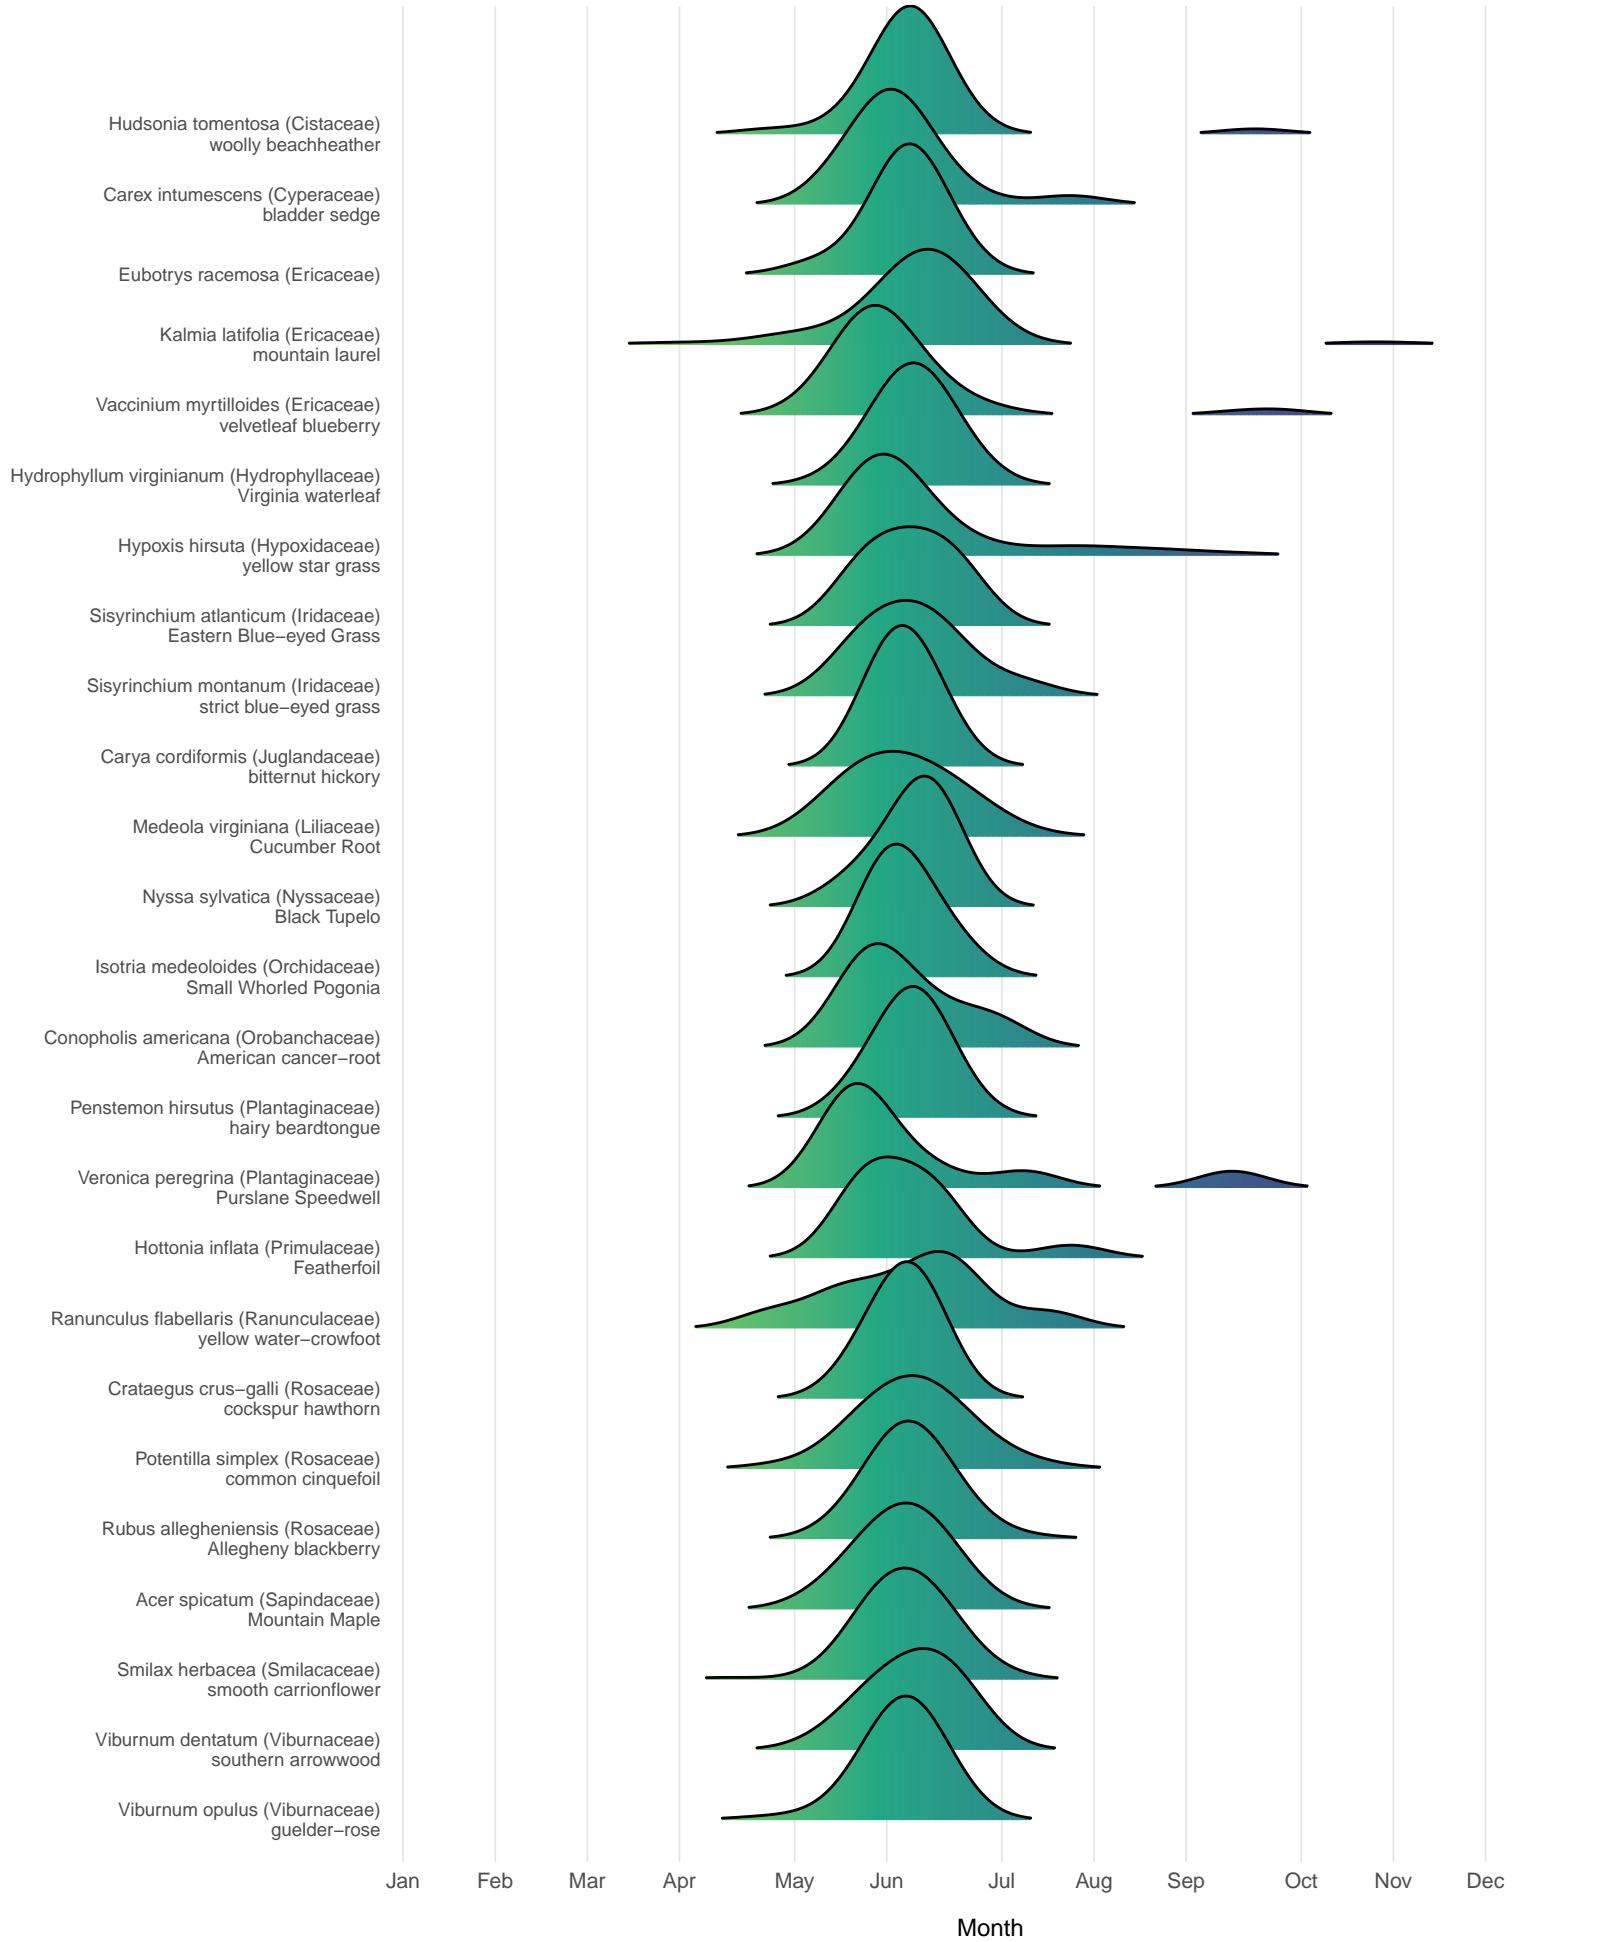 Hudsonia tomentosa (Cistaceae)
woolly beachheather
Carex intumescens (Cyperaceae)
bladder sedge
Eubotrys racemosa (Ericaceae)
Kalmia latifolia (Ericaceae)
mountain laurel
Vaccinium myrtilloides (Ericaceae)
velvetleaf blueberry
Hydrophyllum virginianum (Hydrophyllaceae)
Virginia waterleaf
Hypoxis hirsuta (Hypoxidaceae)
yellow star grass
Sisyrinchium atlanticum (Iridaceae)
Eastern Blue−eyed Grass
Sisyrinchium montanum (Iridaceae)
strict blue−eyed grass
Carya cordiformis (Juglandaceae)
bitternut hickory
Medeola virginiana (Liliaceae)
Cucumber Root
Nyssa sylvatica (Nyssaceae)
Black Tupelo
Isotria medeoloides (Orchidaceae)
Small Whorled Pogonia
Conopholis americana (Orobanchaceae)
American cancer−root
Penstemon hirsutus (Plantaginaceae)
hairy beardtongue
Veronica peregrina (Plantaginaceae)
Purslane Speedwell
Hottonia inflata (Primulaceae)
Featherfoil
Ranunculus flabellaris (Ranunculaceae)
yellow water−crowfoot
Crataegus crus−galli (Rosaceae)
cockspur hawthorn
Potentilla simplex (Rosaceae)
common cinquefoil
Rubus allegheniensis (Rosaceae)
Allegheny blackberry
Acer spicatum (Sapindaceae)
Mountain Maple
Smilax herbacea (Smilacaceae)
smooth carrionflower
Viburnum dentatum (Viburnaceae)
southern arrowwood
Viburnum opulus (Viburnaceae)
guelder−rose
Jan Feb Mar Apr May Jun Jul Aug Sep Oct Nov Dec
Month